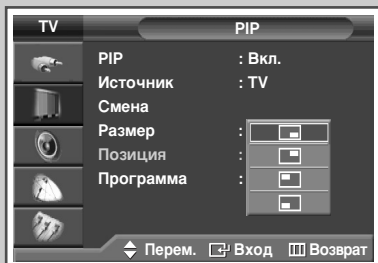 TV PIP
PIP : Вкл.
Источник : TV
Смена
Размер :
Позиция :
Программа :
Перем. Вход Возврат